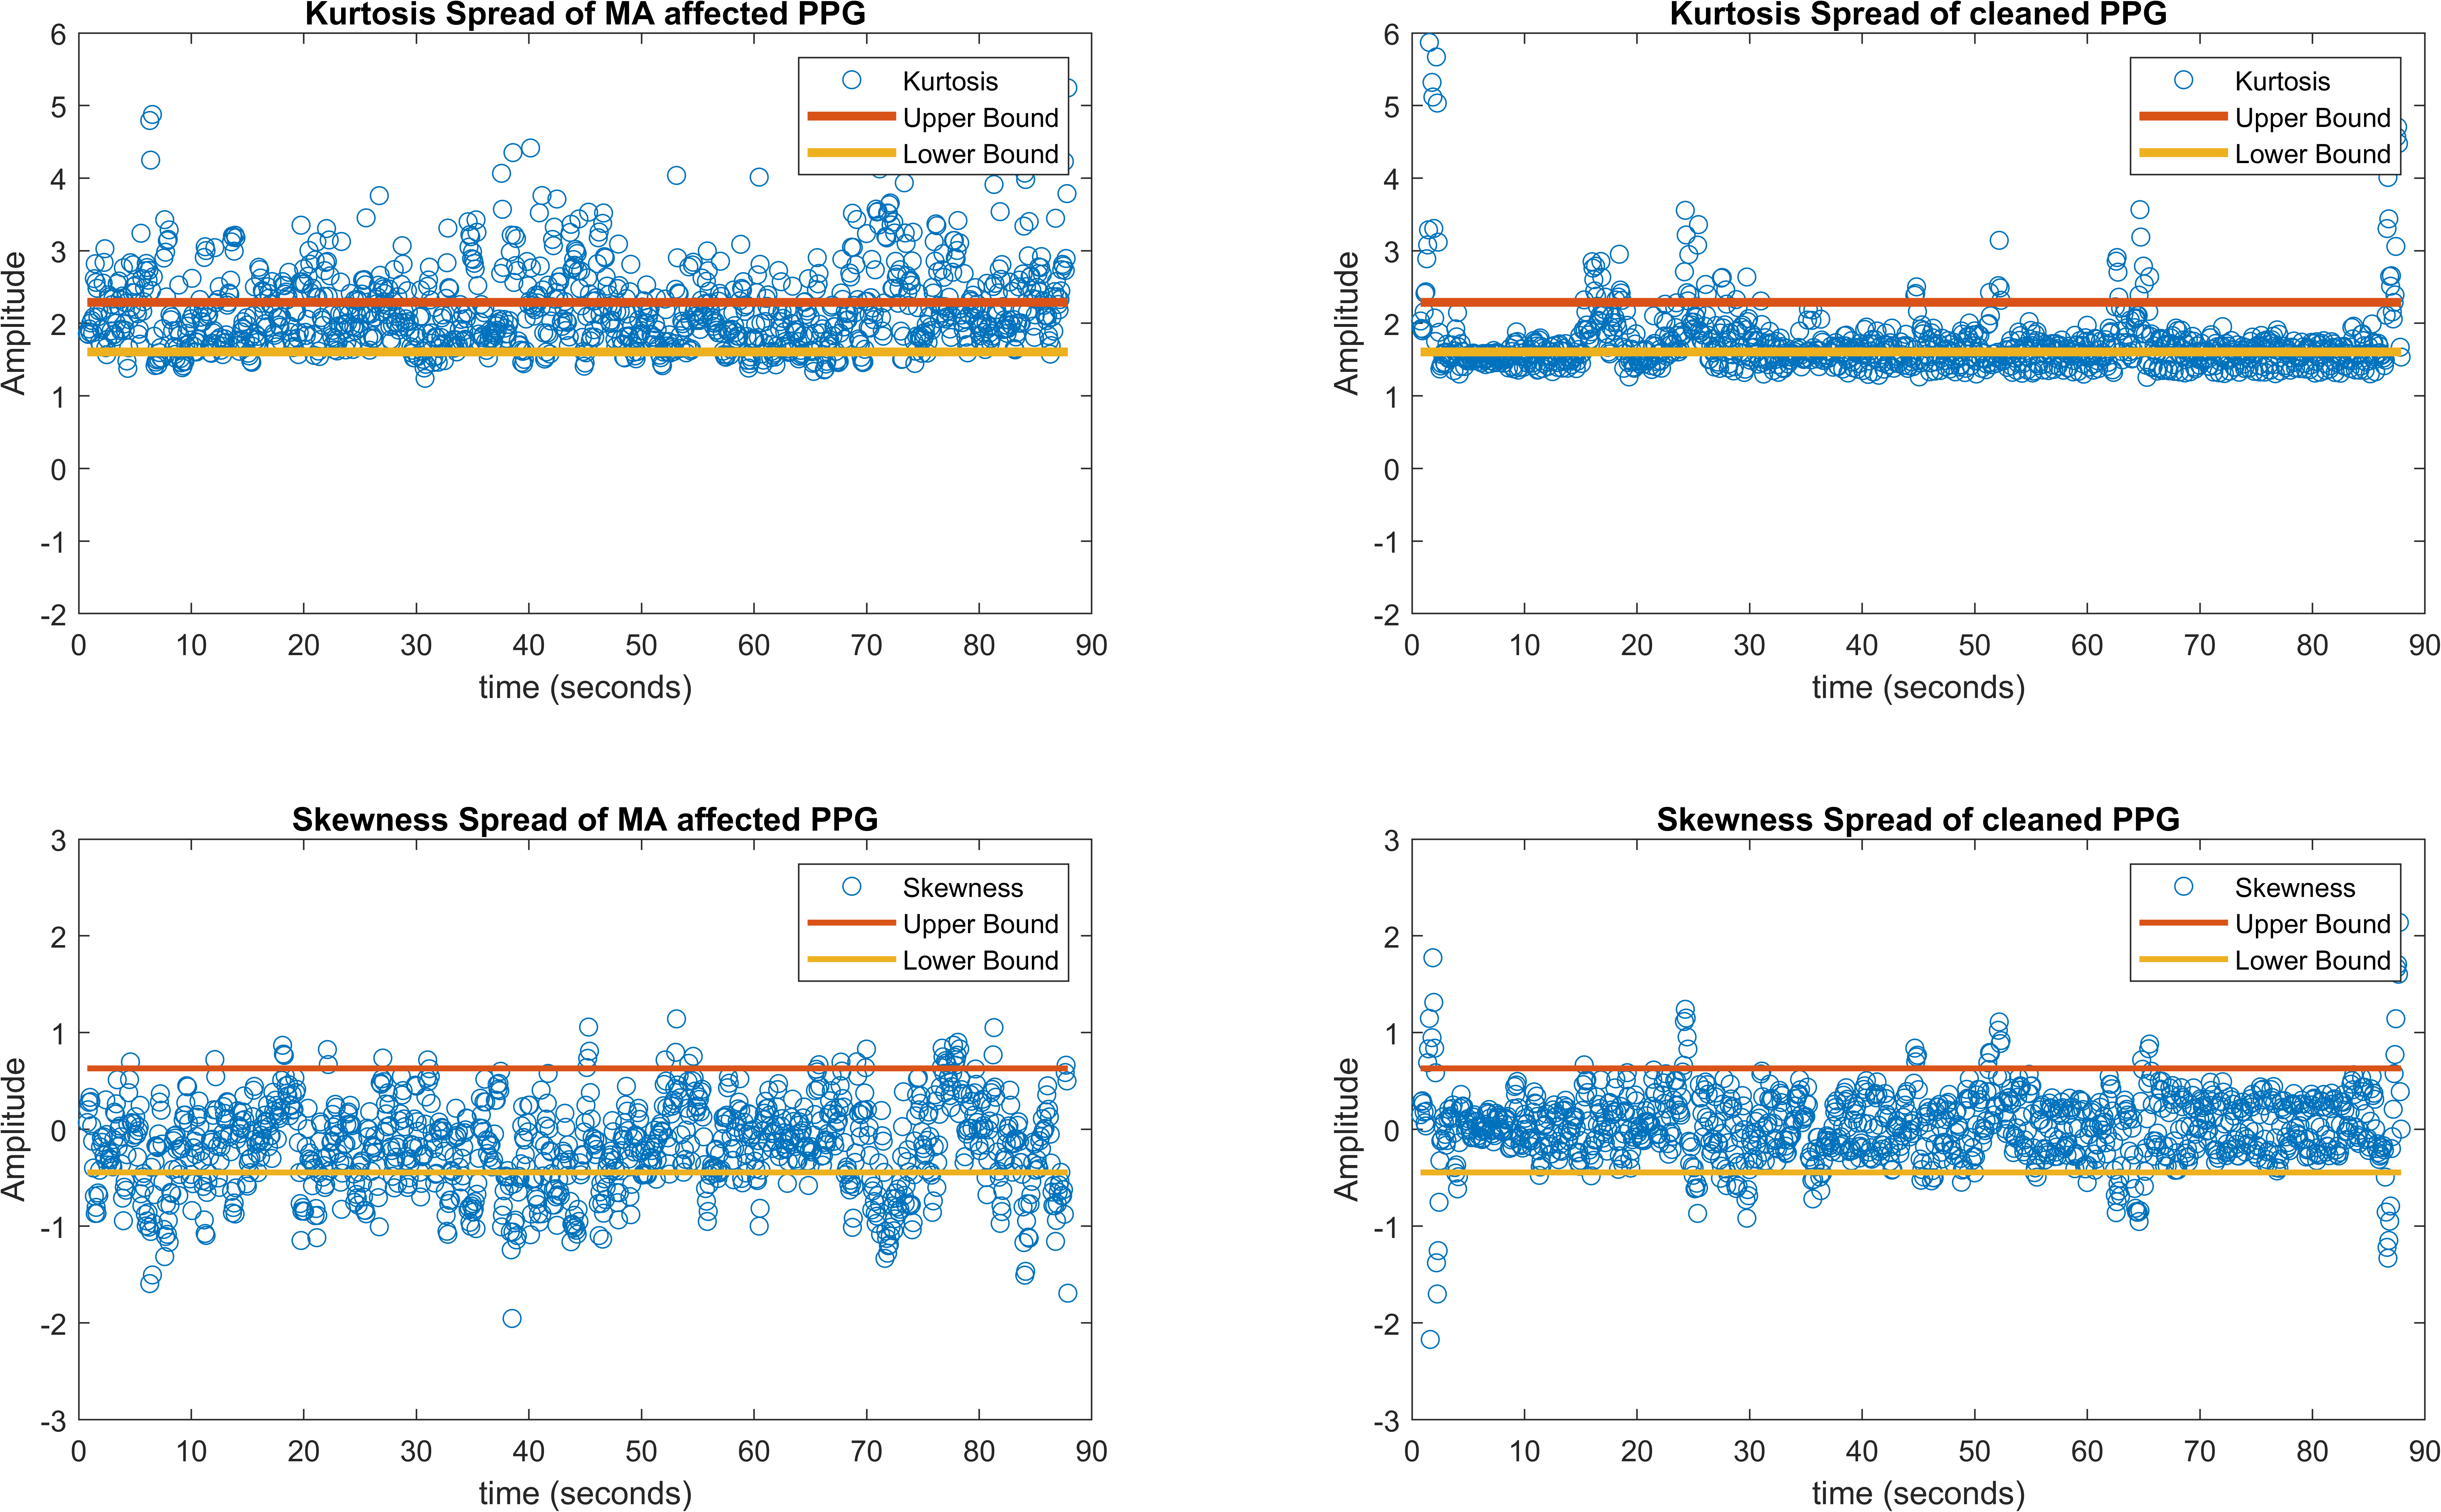 Kurtosis Spread of MA affected PPG
6
5
4
3
2
1
0
-1
-2
Amplitude
Kurtosis
Upper Bound
Lower Bound
0 10 20 30 40 50 60 70 80 90
time (seconds)
Kurtosis Spread of cleaned PPG
6
5
4
3
2
1
0
-1
-2
Amplitude
Kurtosis
Upper Bound
Lower Bound
0 10 20 30 40 50 60 70 80 90
time (seconds)
Skewness Spread of MA affected PPG
3
2
1
0
-1
-2
-3
Amplitude
Skewness
Upper Bound
Lower Bound
0 10 20 30 40 50 60 70 80 90
time (seconds)
Skewness Spread of cleaned PPG
3
2
1
0
-1
-2
-3
Amplitude
Skewness
Upper Bound
Lower Bound
0 10 20 30 40 50 60 70 80 90
time (seconds)